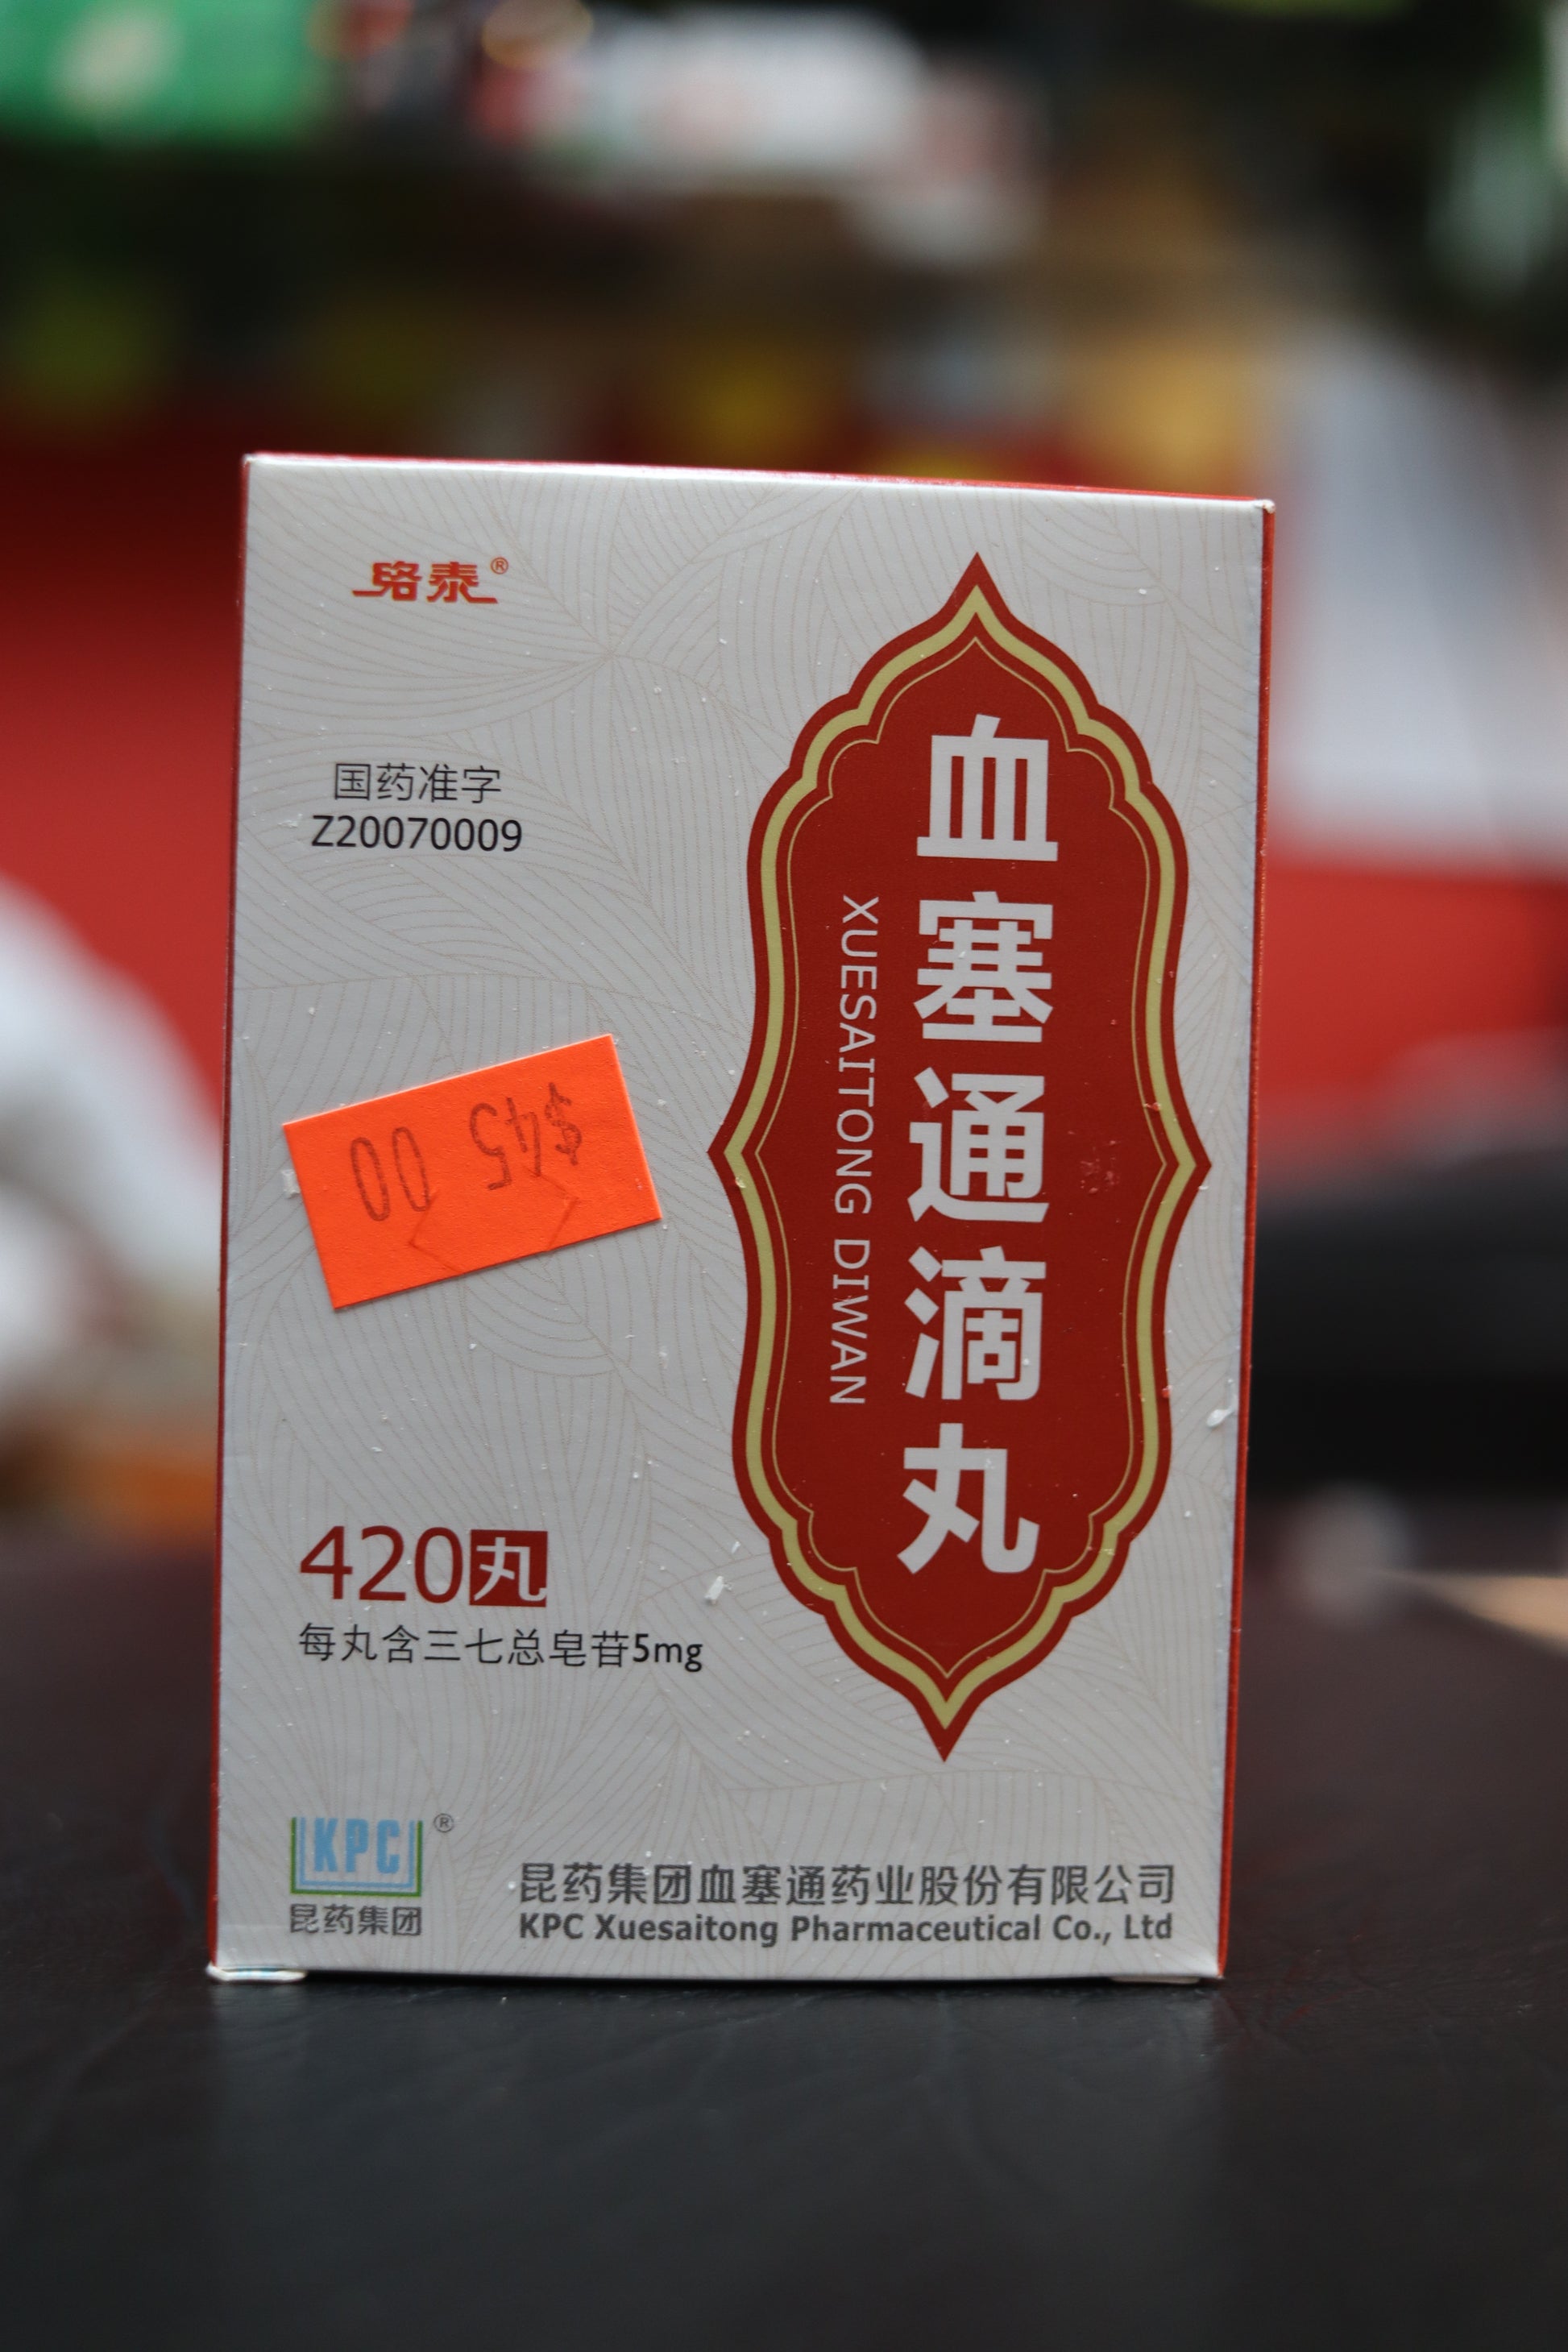 络泰®
国药准字
Z20070009
血塞通滴丸
XUESAITONG DIWAN
$45 00
420丸
每丸含三七总皂苷5mg
KPC®
昆药集团
昆药集团血塞通药业股份有限公司
KPC Xuesaitong Pharmaceutical Co., Ltd